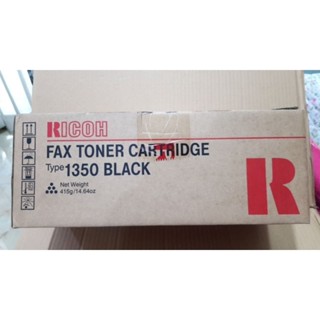 RICOH
FAX TONER CARTRIDGE
Type 1350 BLACK
Net Weight
415g/14.64oz
R